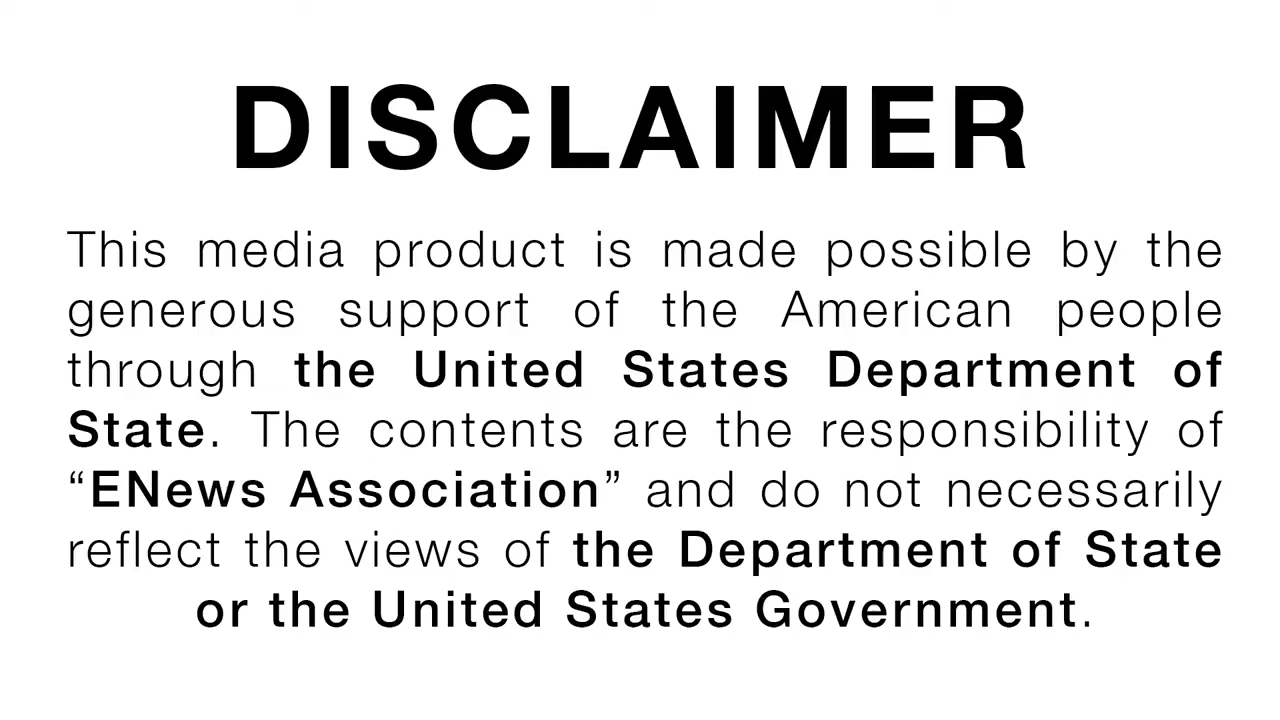 DISCLAIMER
This media product is made possible by the
generous support of the American people
through the United States Department of
State. The contents are the responsibility of
“ENews Association” and do not necessarily
reflect the views of the Department of State
or the United States Government.